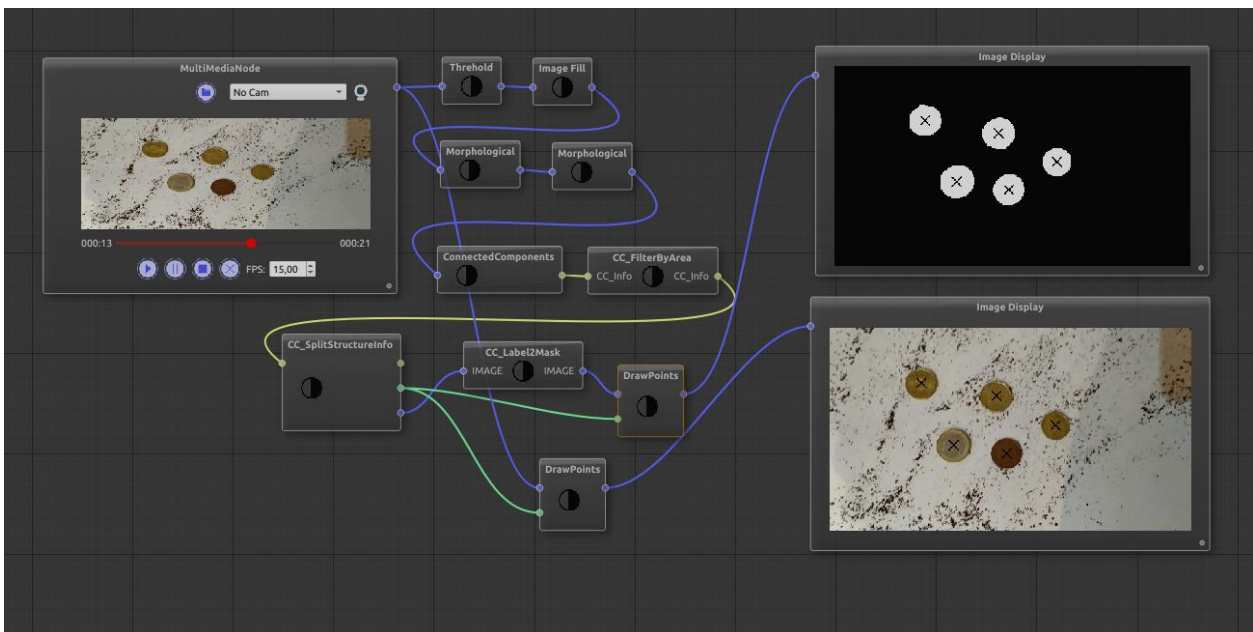 MultiMediaNode
No Cam
000:13
000:21
FPS:
15,00
Threhold
Image Fill
Morphological
Morphological
ConnectedComponents
CC_FilterByArea
CC_Info
CC_Info
CC_SplitStructureInfo
CC_Label2Mask
IMAGE
IMAGE
DrawPoints
DrawPoints
Image Display
Image Display